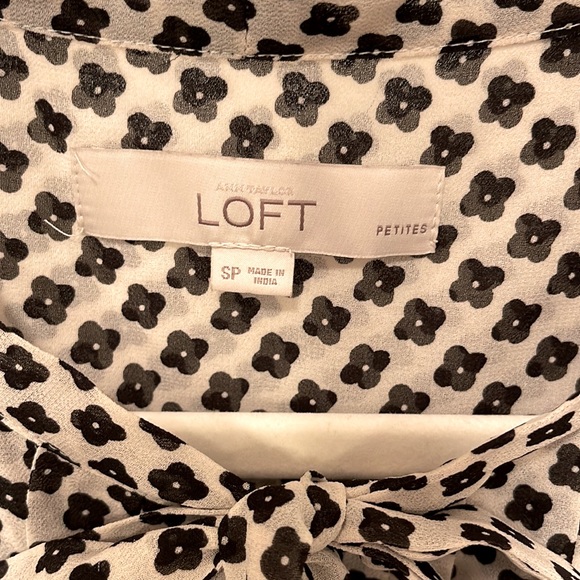 ANN TAYLOR
LOFT
PETITES
SP MADE IN
INDIA